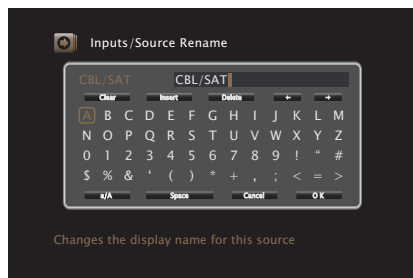 Inputs/Source Rename
CBL/SAT CBL/SAT
Clear Insert Delete ← →
A B C D E F G H I J K L M
N O P Q R S T U V W X Y Z
0 1 2 3 4 5 6 7 8 9 ! “ #
$ % & ‘ ( ) * + , ; < = >
a/A Space Cancel OK
Changes the display name for this source